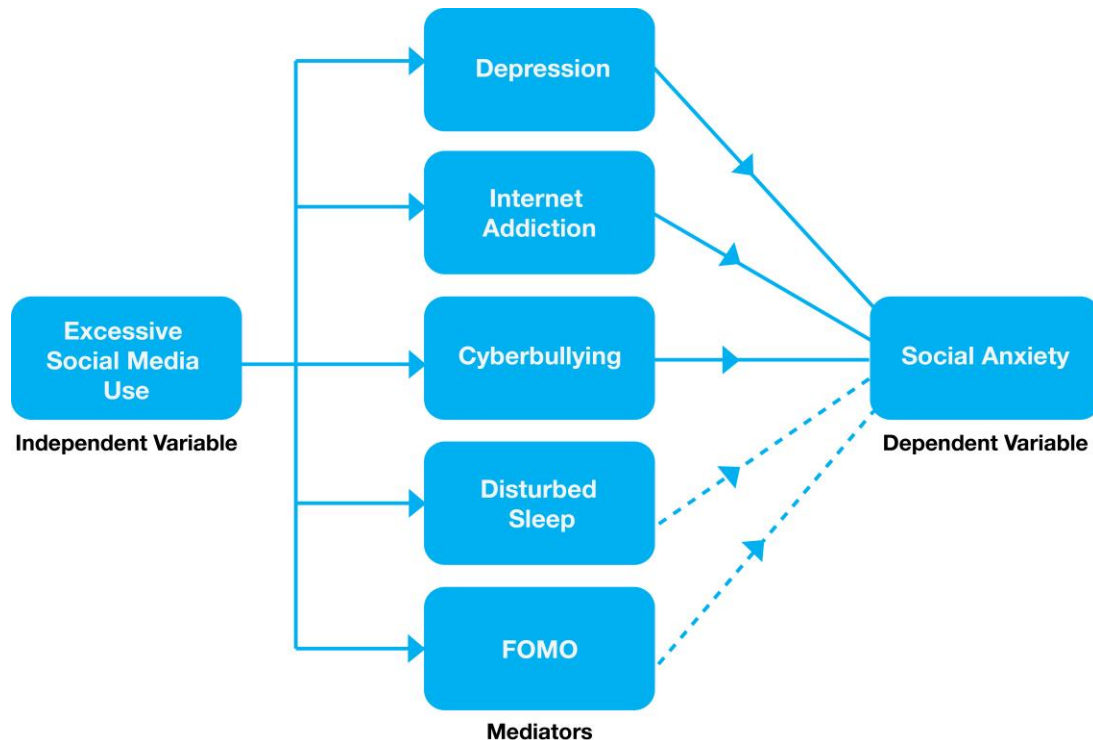 Depression
Internet
Addiction
Excessive
Social Media
Use
Independent Variable
Cyberbullying
Social Anxiety
Dependent Variable
Disturbed
Sleep
FOMO
Mediators